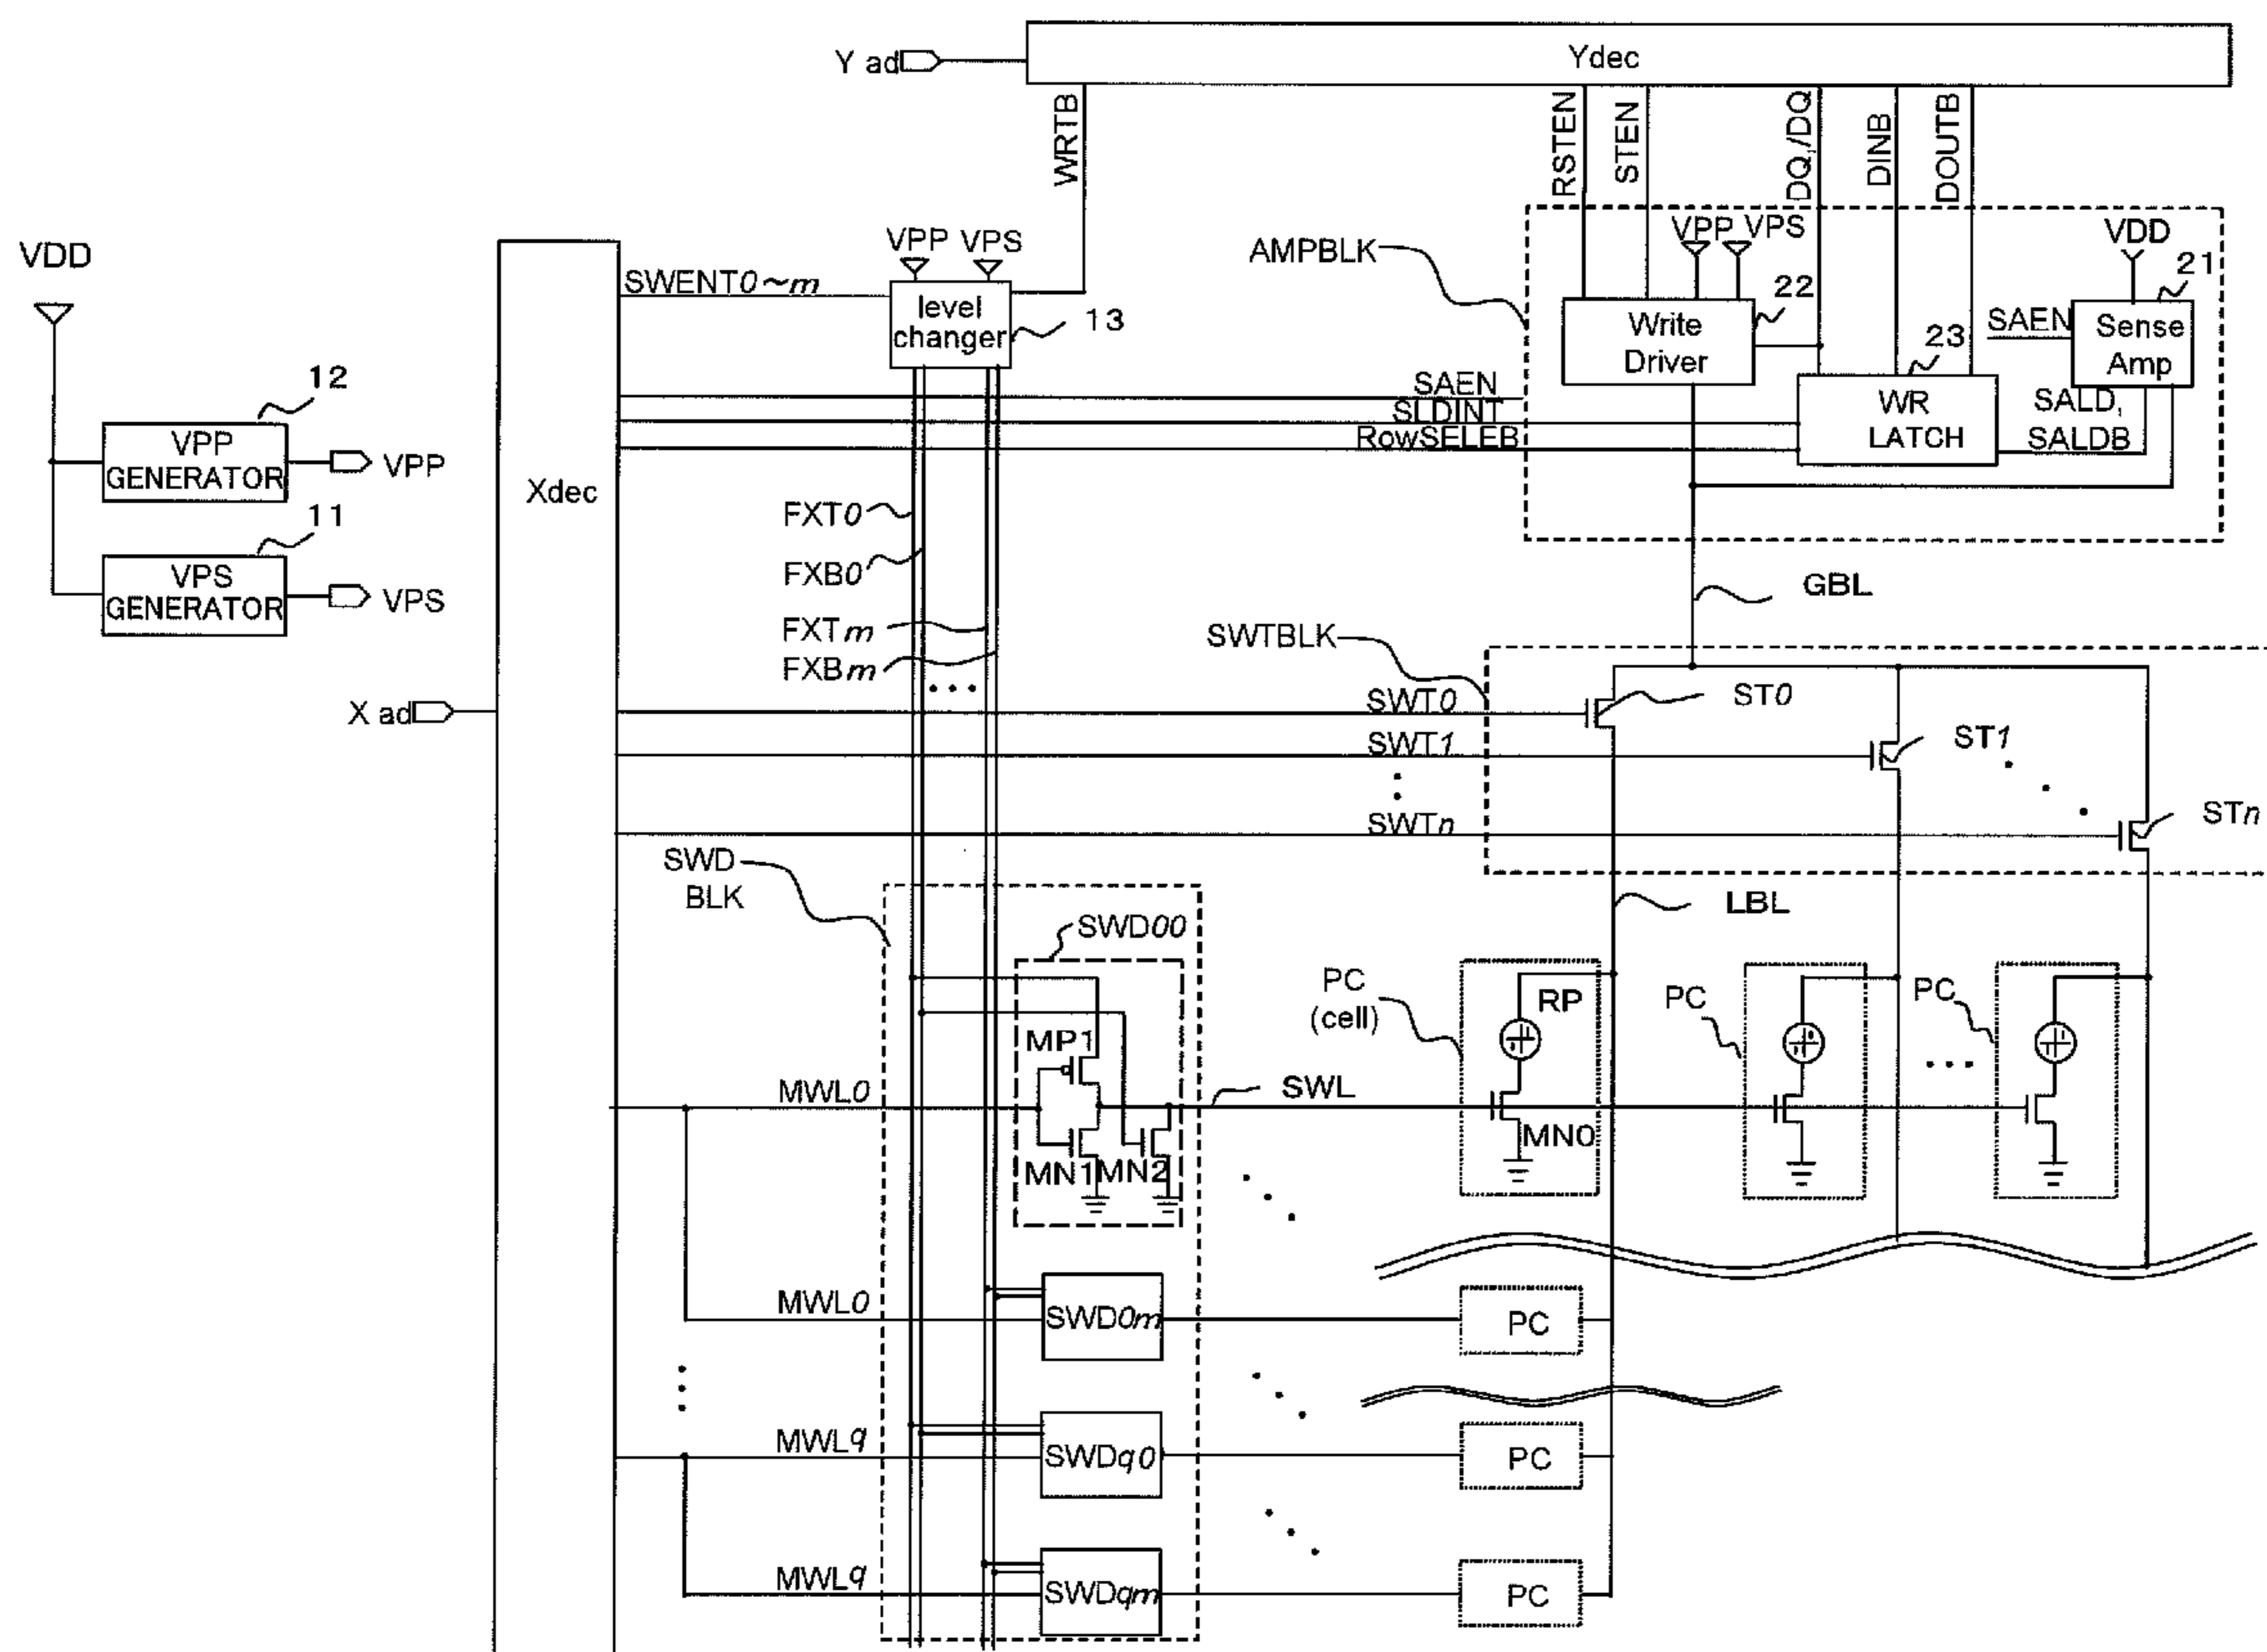 Y ad
Ydec
WRTB
RSTEN
STEN
DQ,/DQ
DINB
DOUTB
VDD
VPP VPS
SWENT0~m
level
changer
13
AMPBLK
VPP VPS
VDD
21
22
23
Write
Driver
SAEN
Sense
Amp
WR
LATCH
SALD,
SALDB
SAEN
SLDINT
RowSELEB
12
VPP
GENERATOR
VPP
11
VPS
GENERATOR
VPS
Xdec
FXT0
FXB0
FXTm
FXBm
GBL
SWTBLK
X ad
SWT0
ST0
SWT1
ST1
SWTn
STn
SWD
BLK
SWD00
LBL
PC
(cell)
RP
PC
PC
MP1
MWL0
SWL
MN1
MN2
MN0
MWL0
SWD0m
PC
MWLq
SWDq0
PC
MWLq
SWDqm
PC